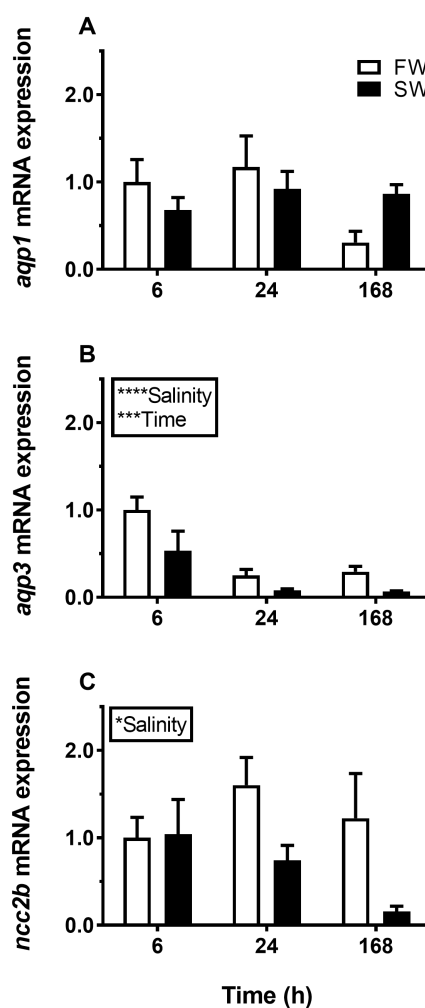 A
FW
SW
aqp1 mRNA expression
2.0
1.0
0.0
6 24 168
B
****Salinity
***Time
aqp3 mRNA expression
2.0
1.0
0.0
6 24 168
C
*Salinity
ncc2b mRNA expression
2.0
1.0
0.0
6 24 168
Time (h)